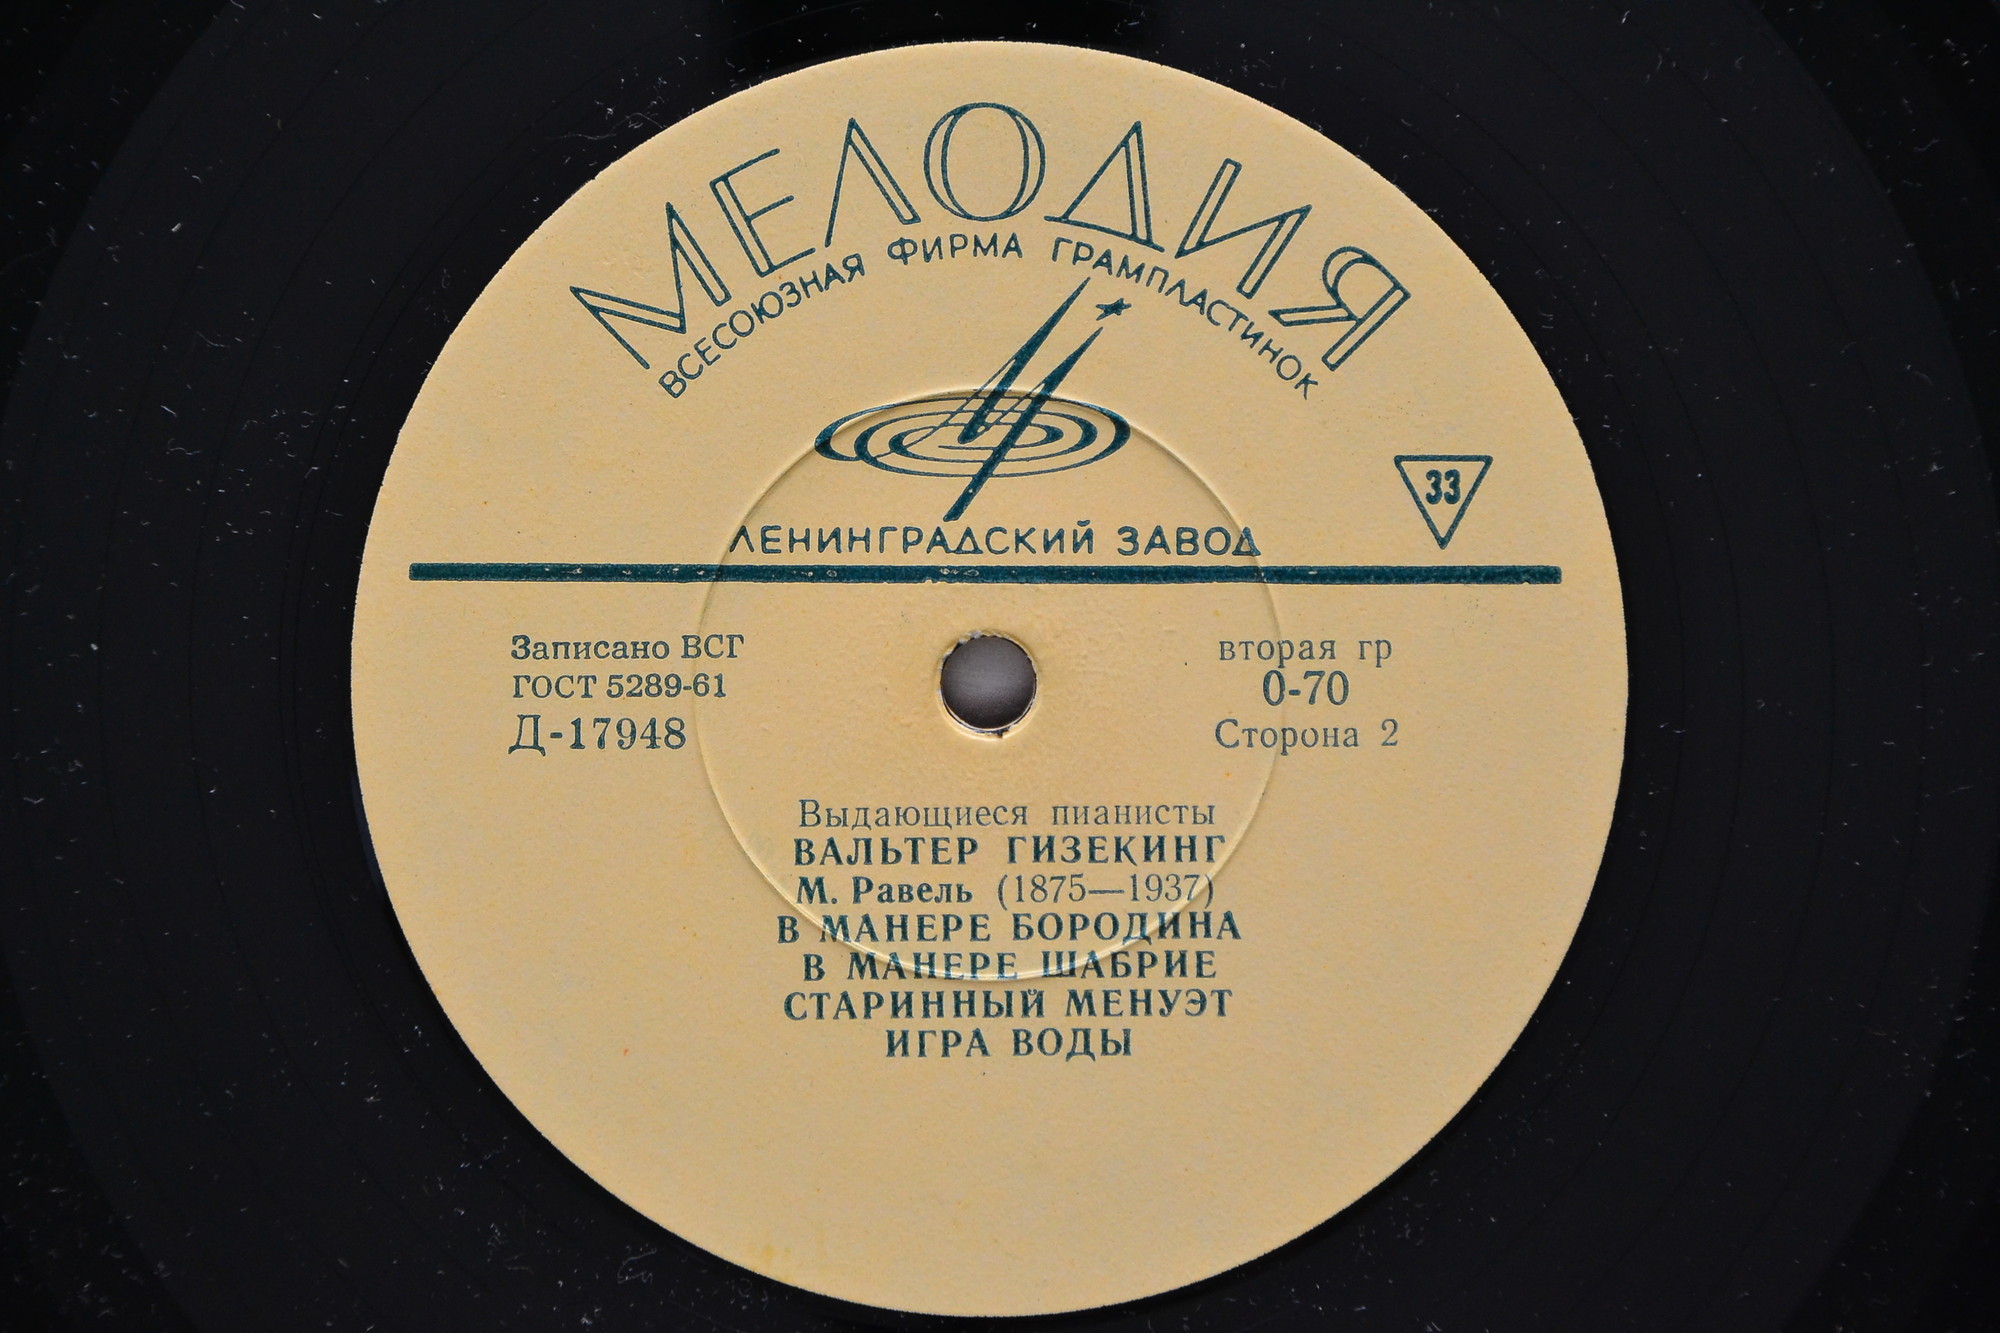 МЕЛОДИЯ
ВСЕСОЮЗНАЯ ФИРМА ГРАМПЛАСТИНОК
33
ЛЕНИНГРАДСКИЙ ЗАВОД
Записано ВСГ
ГОСТ 5289-61
Д-17948
вторая гр
0-70
Сторона 2
Выдающиеся пианисты
ВАЛЬТЕР ГИЗЕКИНГ
М. Равель (1875—1937)
В МАНЕРЕ БОРОДИНА
В МАНЕРЕ ШАБРИЕ
СТАРИННЫЙ МЕНУЭТ
ИГРА ВОДЫ